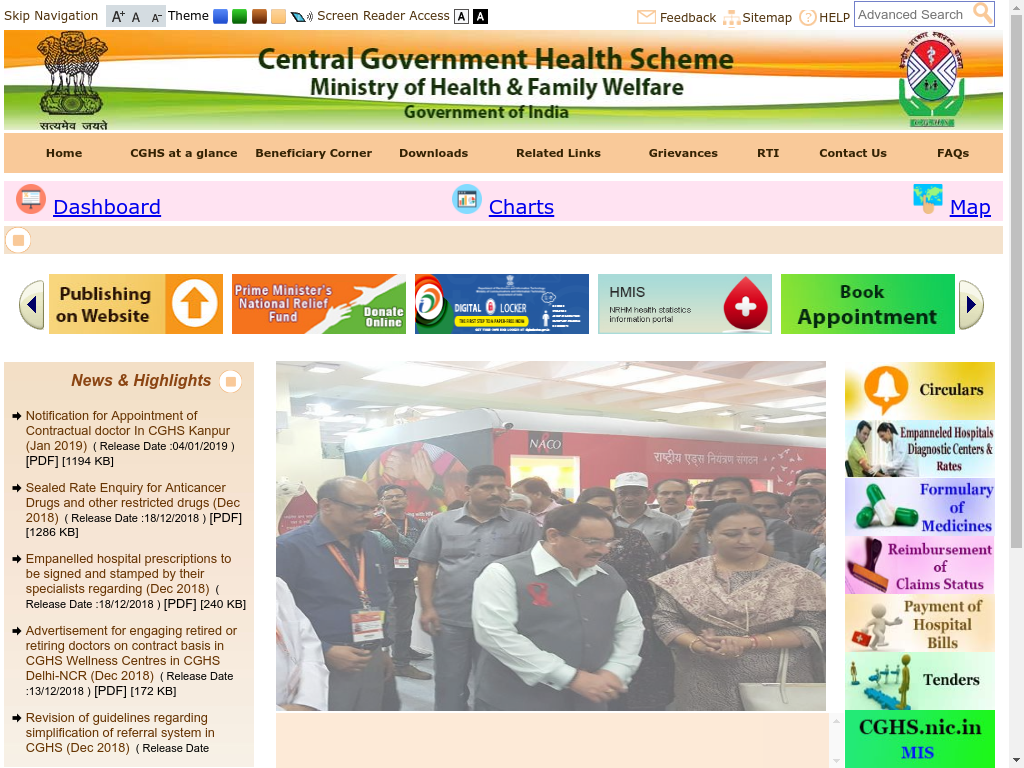 Skip Navigation A+ A A- Theme Screen Reader Access A A Feedback Sitemap HELP Advanced Search
Central Government Health Scheme
Ministry of Health & Family Welfare
Government of India
सत्यमेव जयते
Home CGHS at a glance Beneficiary Corner Downloads Related Links Grievances RTI Contact Us FAQs
Dashboard Charts Map
Publishing
on Website
Prime Minister's
National Relief
Fund
Donate
Online
DIGITAL LOCKER
HMIS
NRHM health statistics
information portal
Book
Appointment
News & Highlights
Notification for Appointment of
Contractual doctor In CGHS Kanpur
(Jan 2019) ( Release Date :04/01/2019 )
[PDF] [1194 KB]
Sealed Rate Enquiry for Anticancer
Drugs and other restricted drugs (Dec
2018) ( Release Date :18/12/2018 ) [PDF]
[1286 KB]
Empanelled hospital prescriptions to
be signed and stamped by their
specialists regarding (Dec 2018) (
Release Date :18/12/2018 ) [PDF] [240 KB]
Advertisement for engaging retired or
retiring doctors on contract basis in
CGHS Wellness Centres in CGHS
Delhi-NCR (Dec 2018) ( Release Date
:13/12/2018 ) [PDF] [172 KB]
Revision of guidelines regarding
simplification of referral system in
CGHS (Dec 2018) ( Release Date
NACO
राष्ट्रीय एड्स नियंत्रण संगठन
Circulars
Empanneled Hospitals
Diagnostic Centers &
Rates
Formulary
of
Medicines
Reimbursement
of
Claims Status
Payment of
Hospital
Bills
Tenders
CGHS.nic.in
MIS